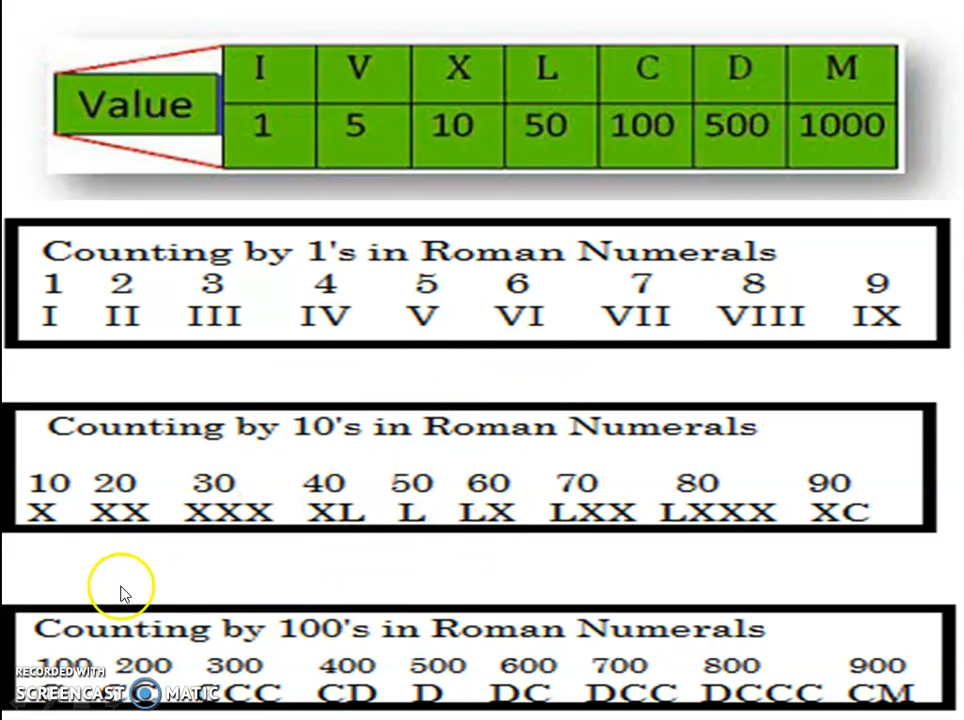 I V X L C D M
Value
1 5 10 50 100 500 1000
Counting by 1's in Roman Numerals
1 2 3 4 5 6 7 8 9
I II III IV V VI VII VIII IX
Counting by 10's in Roman Numerals
10 20 30 40 50 60 70 80 90
X XX XXX XL L LX LXX LXXX XC
Counting by 100's in Roman Numerals
100 200 300 400 500 600 700 800 900
RECORDED WITH
SCREENCAST MATIC
CD D DC DCC DCCC CM